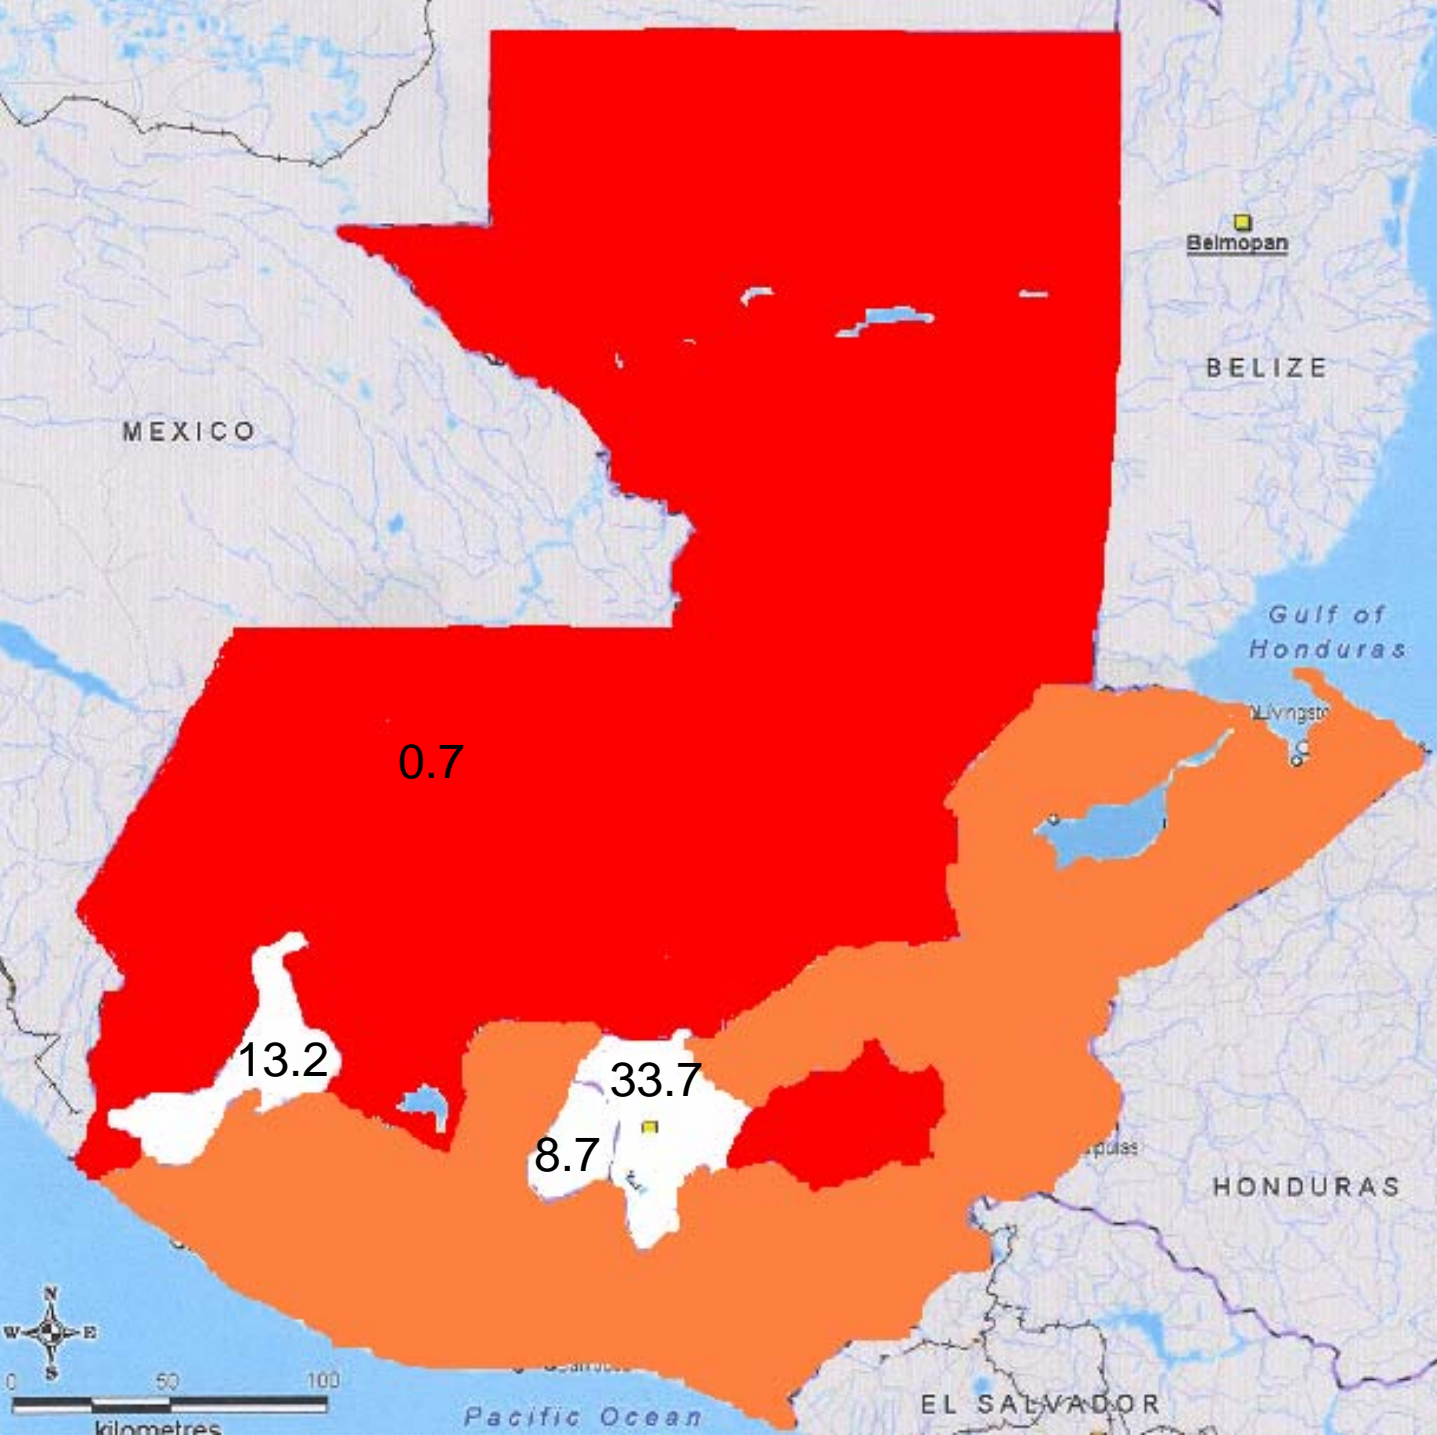 Belmopan
BELIZE
MEXICO
Gulf of
Honduras
0.7
13.2
33.7
8.7
HONDURAS
N
W E
S
0 50 100
kilometres
EL SALVADOR
Pacific Ocean